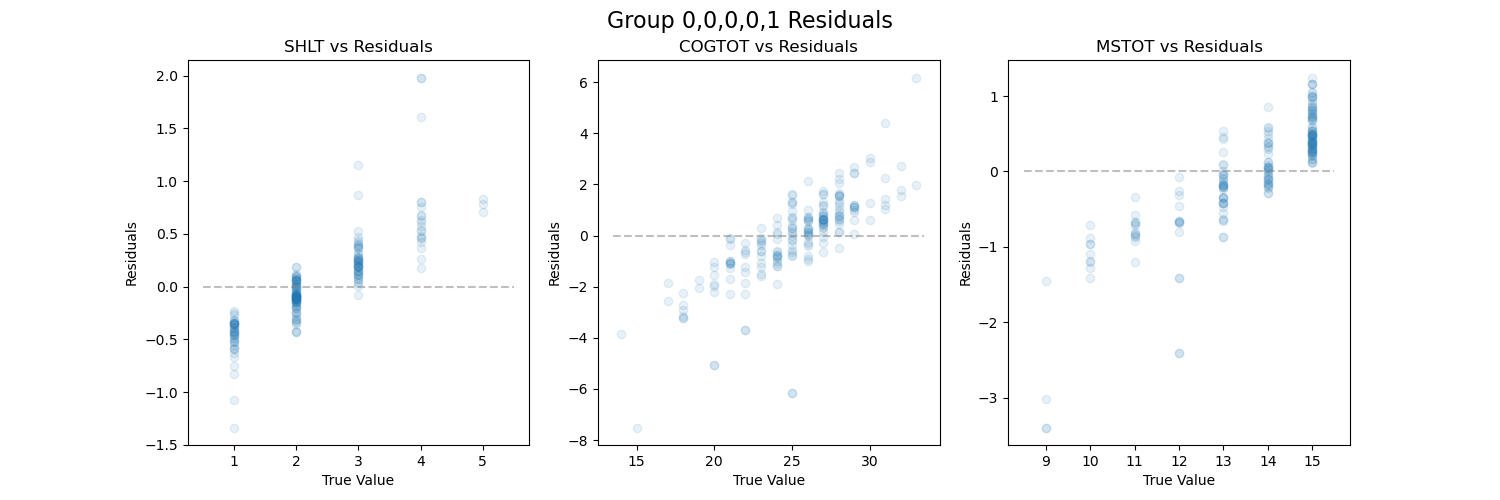 Group 0,0,0,0,1 Residuals
SHLT vs Residuals
2.0
1.5
1.0
0.5
0.0
−0.5
−1.0
−1.5
Residuals
1 2 3 4 5
True Value
COGTOT vs Residuals
6
4
2
0
−2
−4
−6
−8
Residuals
15 20 25 30
True Value
MSTOT vs Residuals
1
0
−1
−2
−3
Residuals
9 10 11 12 13 14 15
True Value